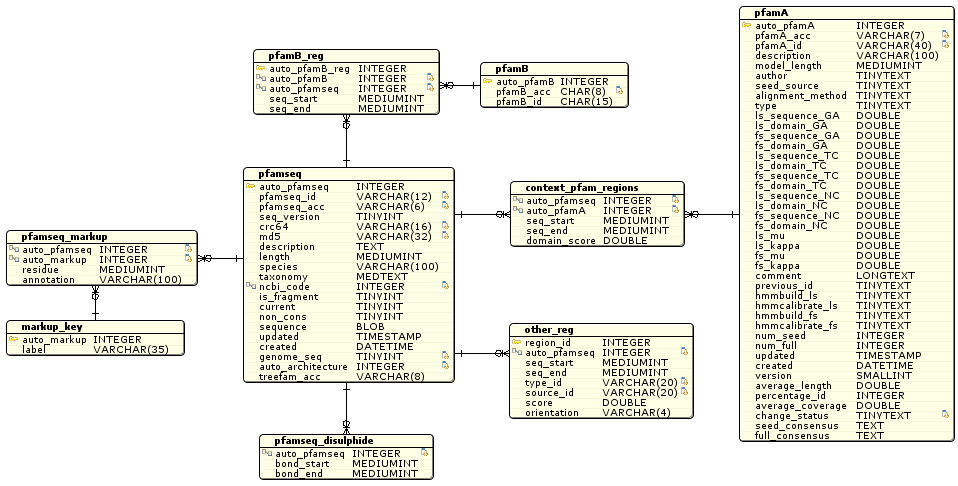 pfamA
auto_pfamA INTEGER
pfamA_acc VARCHAR(7)
pfamA_id VARCHAR(40)
description VARCHAR(100)
model_length MEDIUMINT
author TINYTEXT
seed_source TINYTEXT
alignment_method TINYTEXT
type TINYTEXT
ls_sequence_GA DOUBLE
ls_domain_GA DOUBLE
fs_sequence_GA DOUBLE
fs_domain_GA DOUBLE
ls_sequence_TC DOUBLE
ls_domain_TC DOUBLE
fs_sequence_TC DOUBLE
fs_domain_TC DOUBLE
ls_sequence_NC DOUBLE
ls_domain_NC DOUBLE
fs_sequence_NC DOUBLE
fs_domain_NC DOUBLE
ls_mu DOUBLE
ls_kappa DOUBLE
fs_mu DOUBLE
fs_kappa DOUBLE
comment LONGTEXT
previous_id TINYTEXT
hmmbuild_ls TINYTEXT
hmmcalibrate_ls TINYTEXT
hmmbuild_fs TINYTEXT
hmmcalibrate_fs TINYTEXT
num_seed INTEGER
num_full INTEGER
updated TIMESTAMP
created DATETIME
version SMALLINT
average_length DOUBLE
percentage_id INTEGER
average_coverage DOUBLE
change_status TINYTEXT
seed_consensus TEXT
full_consensus TEXT
pfamB_reg
auto_pfamB_reg INTEGER
auto_pfamB INTEGER
auto_pfamseq INTEGER
seq_start MEDIUMINT
seq_end MEDIUMINT
pfamB
auto_pfamB INTEGER
pfamB_acc CHAR(8)
pfamB_id CHAR(15)
pfamseq
auto_pfamseq INTEGER
pfamseq_id VARCHAR(12)
pfamseq_acc VARCHAR(6)
seq_version TINYINT
crc64 VARCHAR(16)
md5 VARCHAR(32)
description TEXT
length MEDIUMINT
species VARCHAR(100)
taxonomy MEDTEXT
ncbi_code INTEGER
is_fragment TINYINT
current TINYINT
non_cons TINYINT
sequence BLOB
updated TIMESTAMP
created DATETIME
genome_seq TINYINT
auto_architecture INTEGER
treefam_acc VARCHAR(8)
context_pfam_regions
auto_pfamseq INTEGER
auto_pfamA INTEGER
seq_start MEDIUMINT
seq_end MEDIUMINT
domain_score DOUBLE
pfamseq_markup
auto_pfamseq INTEGER
auto_markup INTEGER
residue MEDIUMINT
annotation VARCHAR(100)
markup_key
auto_markup INTEGER
label VARCHAR(35)
other_reg
region_id INTEGER
auto_pfamseq INTEGER
seq_start MEDIUMINT
seq_end MEDIUMINT
type_id VARCHAR(20)
source_id VARCHAR(20)
score DOUBLE
orientation VARCHAR(4)
pfamseq_disulphide
auto_pfamseq INTEGER
bond_start MEDIUMINT
bond_end MEDIUMINT